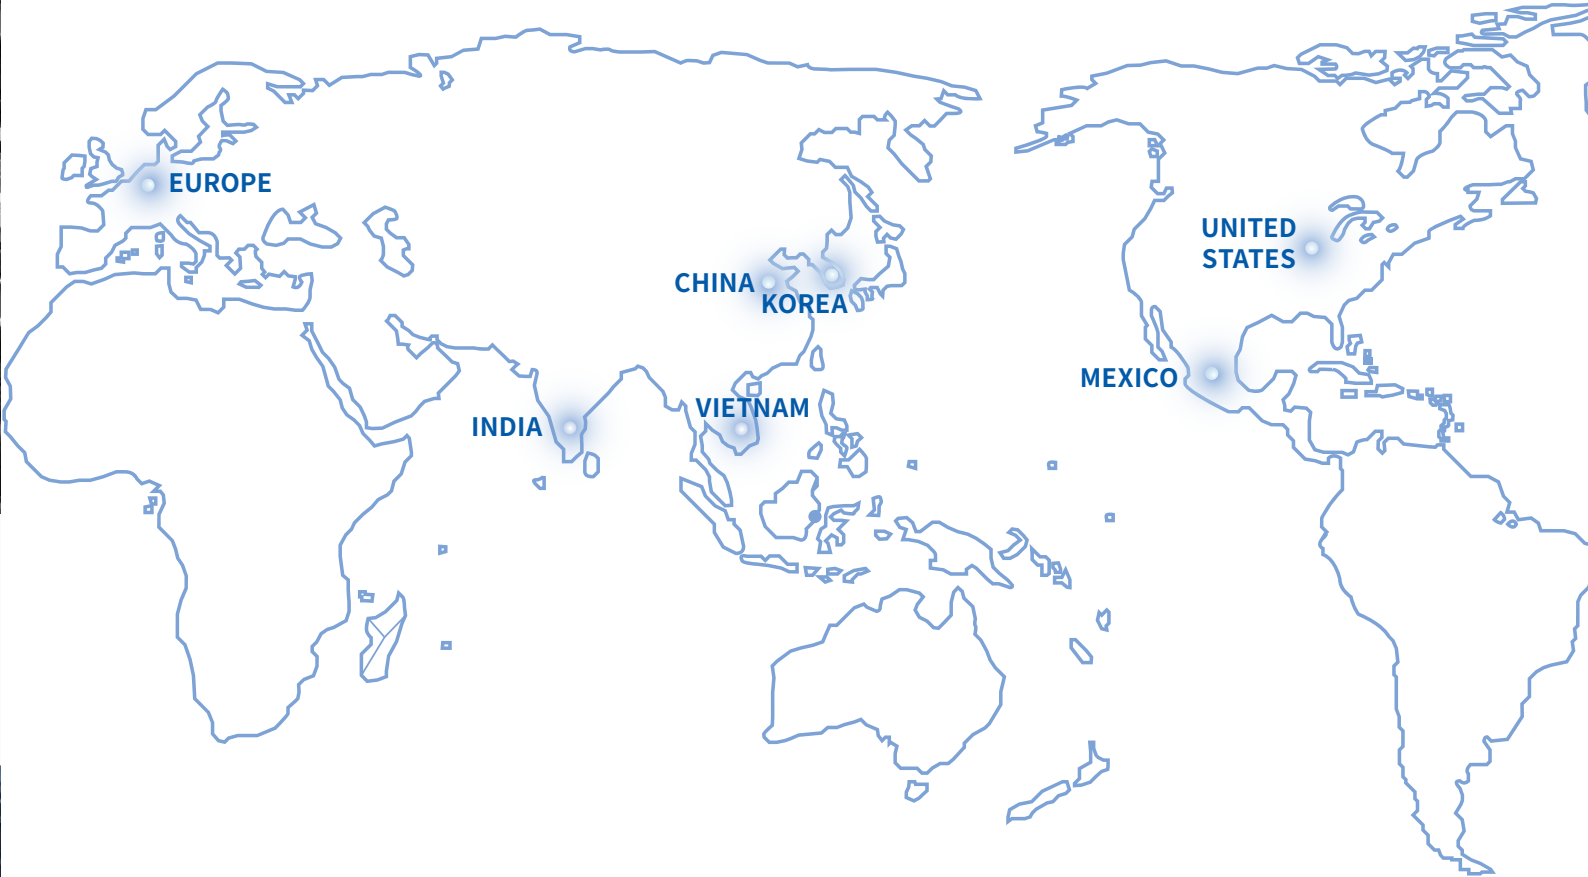 EUROPE
UNITED
STATES
CHINA
KOREA
MEXICO
VIETNAM
INDIA